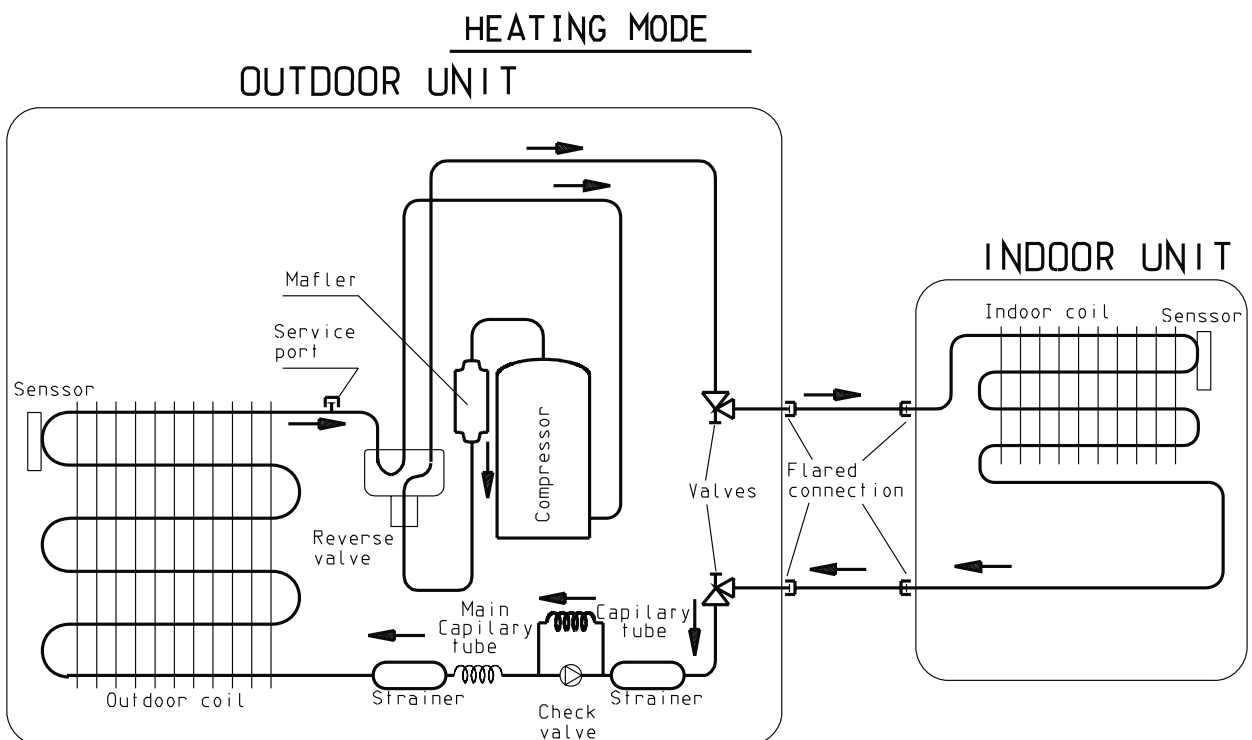 HEATING MODE
OUTDOOR UNIT
INDOOR UNIT
Mafler
Service
port
Senssor
Indoor coil
Senssor
Compressor
Reverse
valve
Valves
Flared
connection
Main
Capilary
tube
Capilary
tube
Outdoor coil
Strainer
Check
valve
Strainer